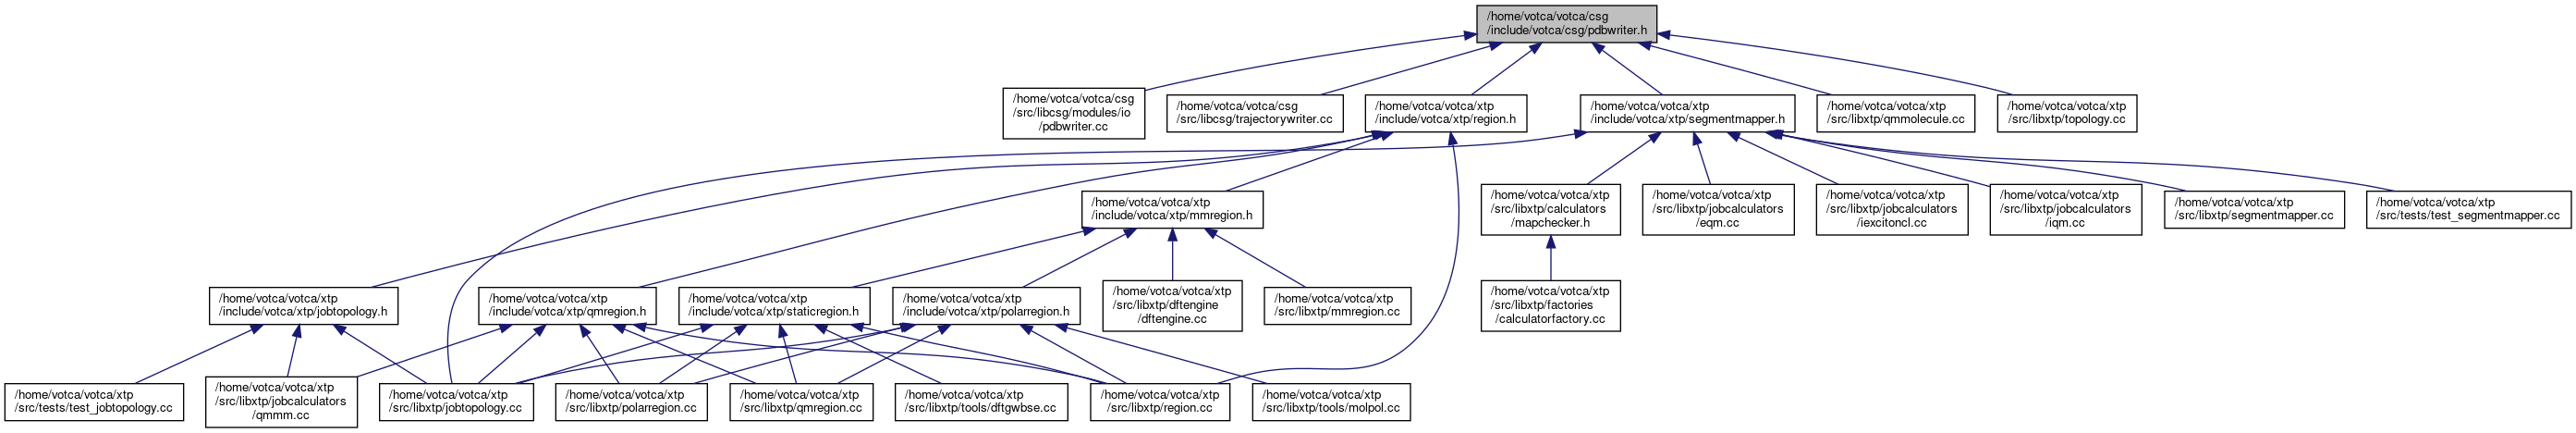 /home/votca/votca/csg
/include/votca/csg/pdbwriter.h
/home/votca/votca/csg
/src/libcsg/modules/io
/pdbwriter.cc
/home/votca/votca/csg
/src/libcsg/trajectorywriter.cc
/home/votca/votca/xtp
/include/votca/xtp/region.h
/home/votca/votca/xtp
/include/votca/xtp/segmentmapper.h
/home/votca/votca/xtp
/src/libxtp/qmmolecule.cc
/home/votca/votca/xtp
/src/libxtp/topology.cc
/home/votca/votca/xtp
/include/votca/xtp/mmregion.h
/home/votca/votca/xtp
/src/libxtp/calculators
/mapchecker.h
/home/votca/votca/xtp
/src/libxtp/jobcalculators
/eqm.cc
/home/votca/votca/xtp
/src/libxtp/jobcalculators
/iexcitoncl.cc
/home/votca/votca/xtp
/src/libxtp/jobcalculators
/iqm.cc
/home/votca/votca/xtp
/src/libxtp/segmentmapper.cc
/home/votca/votca/xtp
/src/tests/test_segmentmapper.cc
/home/votca/votca/xtp
/include/votca/xtp/jobtopology.h
/home/votca/votca/xtp
/include/votca/xtp/qmregion.h
/home/votca/votca/xtp
/include/votca/xtp/staticregion.h
/home/votca/votca/xtp
/include/votca/xtp/polarregion.h
/home/votca/votca/xtp
/src/libxtp/dftengine
/dftengine.cc
/home/votca/votca/xtp
/src/libxtp/mmregion.cc
/home/votca/votca/xtp
/src/libxtp/factories
/calculatorfactory.cc
/home/votca/votca/xtp
/src/tests/test_jobtopology.cc
/home/votca/votca/xtp
/src/libxtp/jobcalculators
/qmmm.cc
/home/votca/votca/xtp
/src/libxtp/jobtopology.cc
/home/votca/votca/xtp
/src/libxtp/polarregion.cc
/home/votca/votca/xtp
/src/libxtp/qmregion.cc
/home/votca/votca/xtp
/src/libxtp/tools/dftgwbse.cc
/home/votca/votca/xtp
/src/libxtp/region.cc
/home/votca/votca/xtp
/src/libxtp/tools/molpol.cc